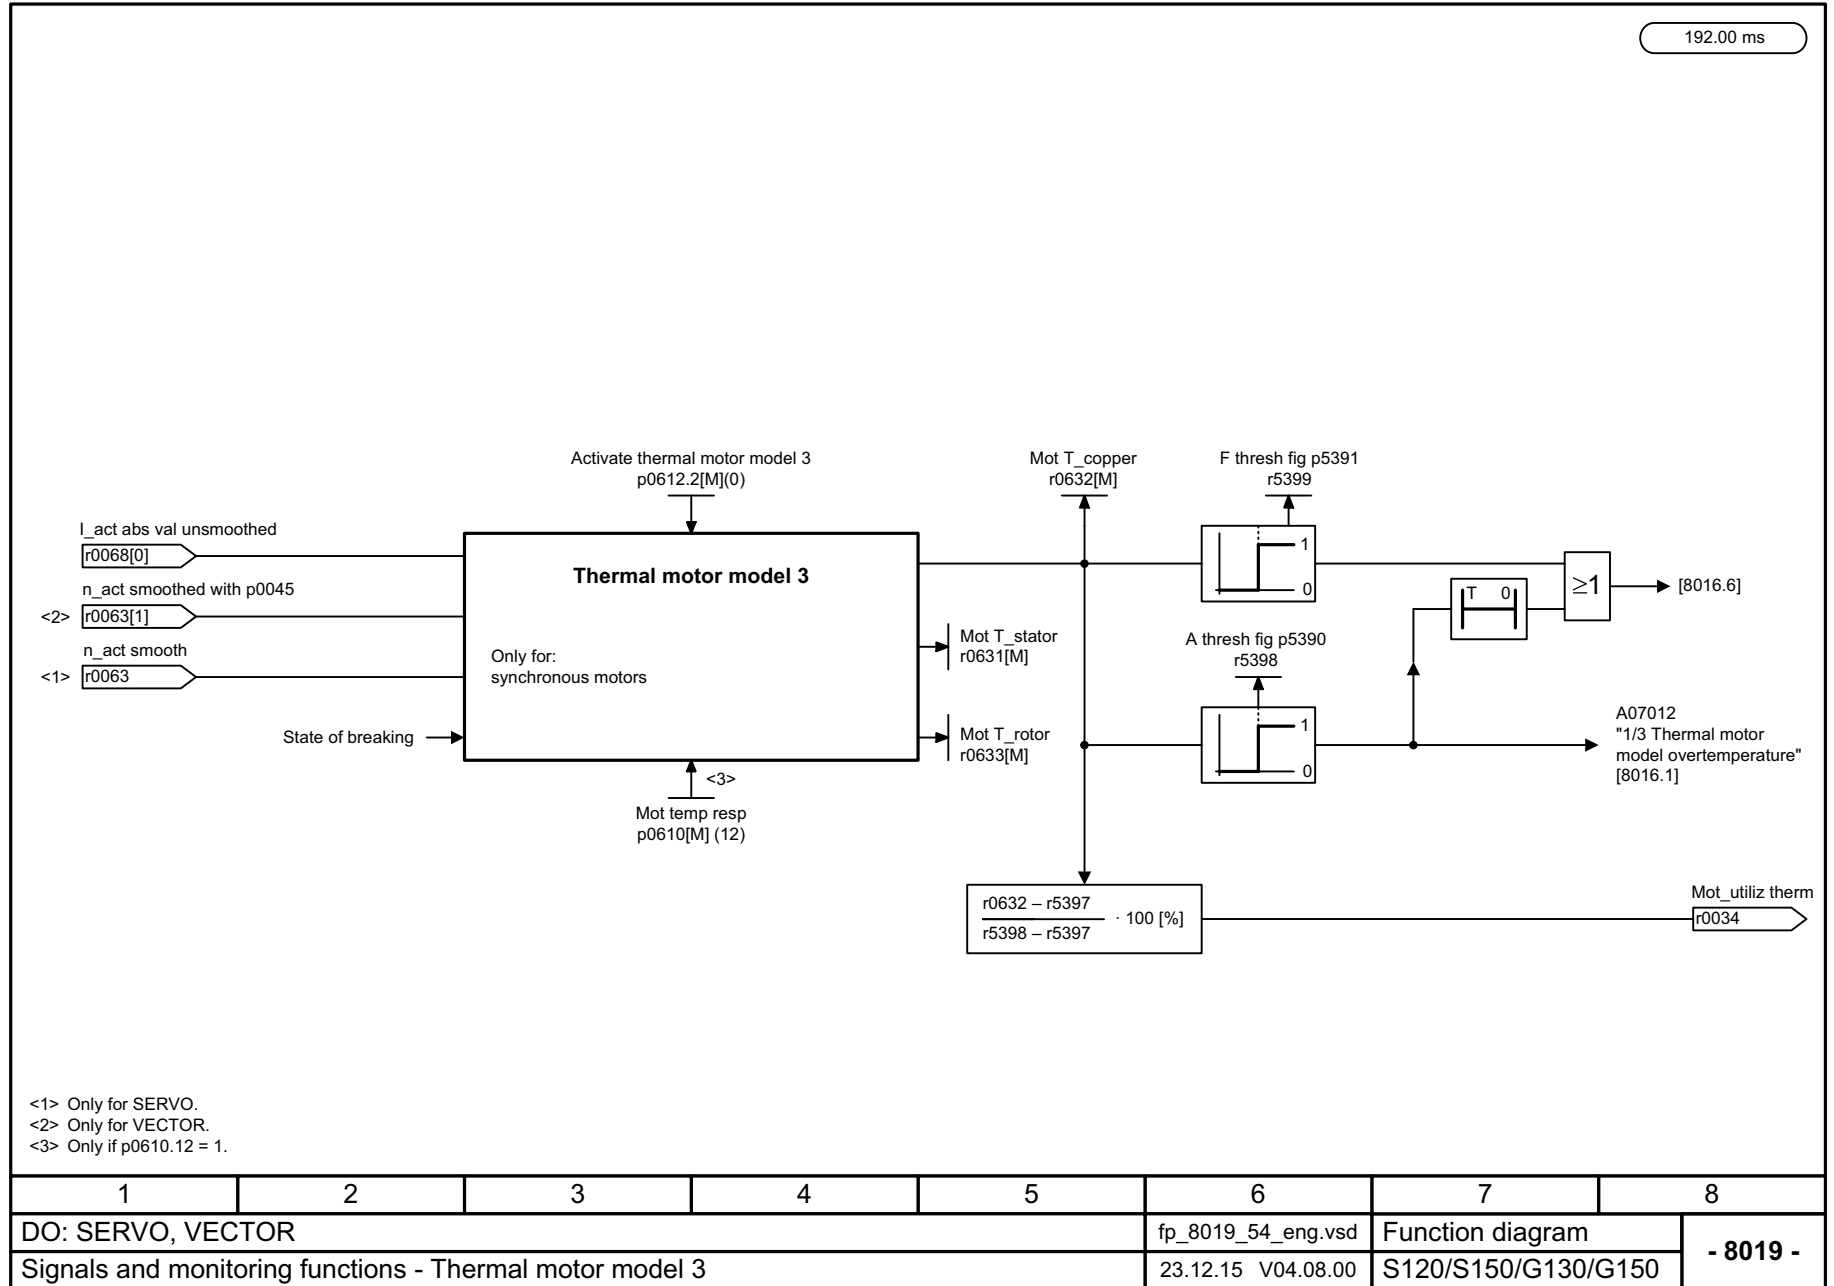 192.00 ms
Activate thermal motor model 3
p0612.2[M](0)
Mot T_copper
r0632[M]
F thresh fig p5391
r5399
I_act abs val unsmoothed
r0068[0]
n_act smoothed with p0045
<2> r0063[1]
n_act smooth
<1> r0063
State of breaking
Thermal motor model 3
Only for:
synchronous motors
<3>
Mot temp resp
p0610[M] (12)
Mot T_stator
r0631[M]
Mot T_rotor
r0633[M]
1
0
A thresh fig p5390
r5398
1
0
T 0
≥1
[8016.6]
A07012
"1/3 Thermal motor
model overtemperature"
[8016.1]
r0632 – r5397
r5398 – r5397
· 100 [%]
Mot_utiliz therm
r0034
<1> Only for SERVO.
<2> Only for VECTOR.
<3> Only if p0610.12 = 1.
1 2 3 4 5 6 7 8
DO: SERVO, VECTOR
fp_8019_54_eng.vsd
Function diagram
- 8019 -
Signals and monitoring functions - Thermal motor model 3
23.12.15 V04.08.00
S120/S150/G130/G150